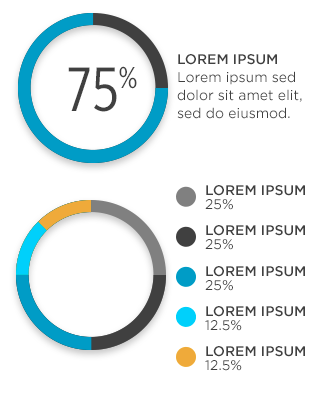 75%
LOREM IPSUM
Lorem ipsum sed
dolor sit amet elit,
sed do eiusmod.
LOREM IPSUM
25%
LOREM IPSUM
25%
LOREM IPSUM
25%
LOREM IPSUM
12.5%
LOREM IPSUM
12.5%